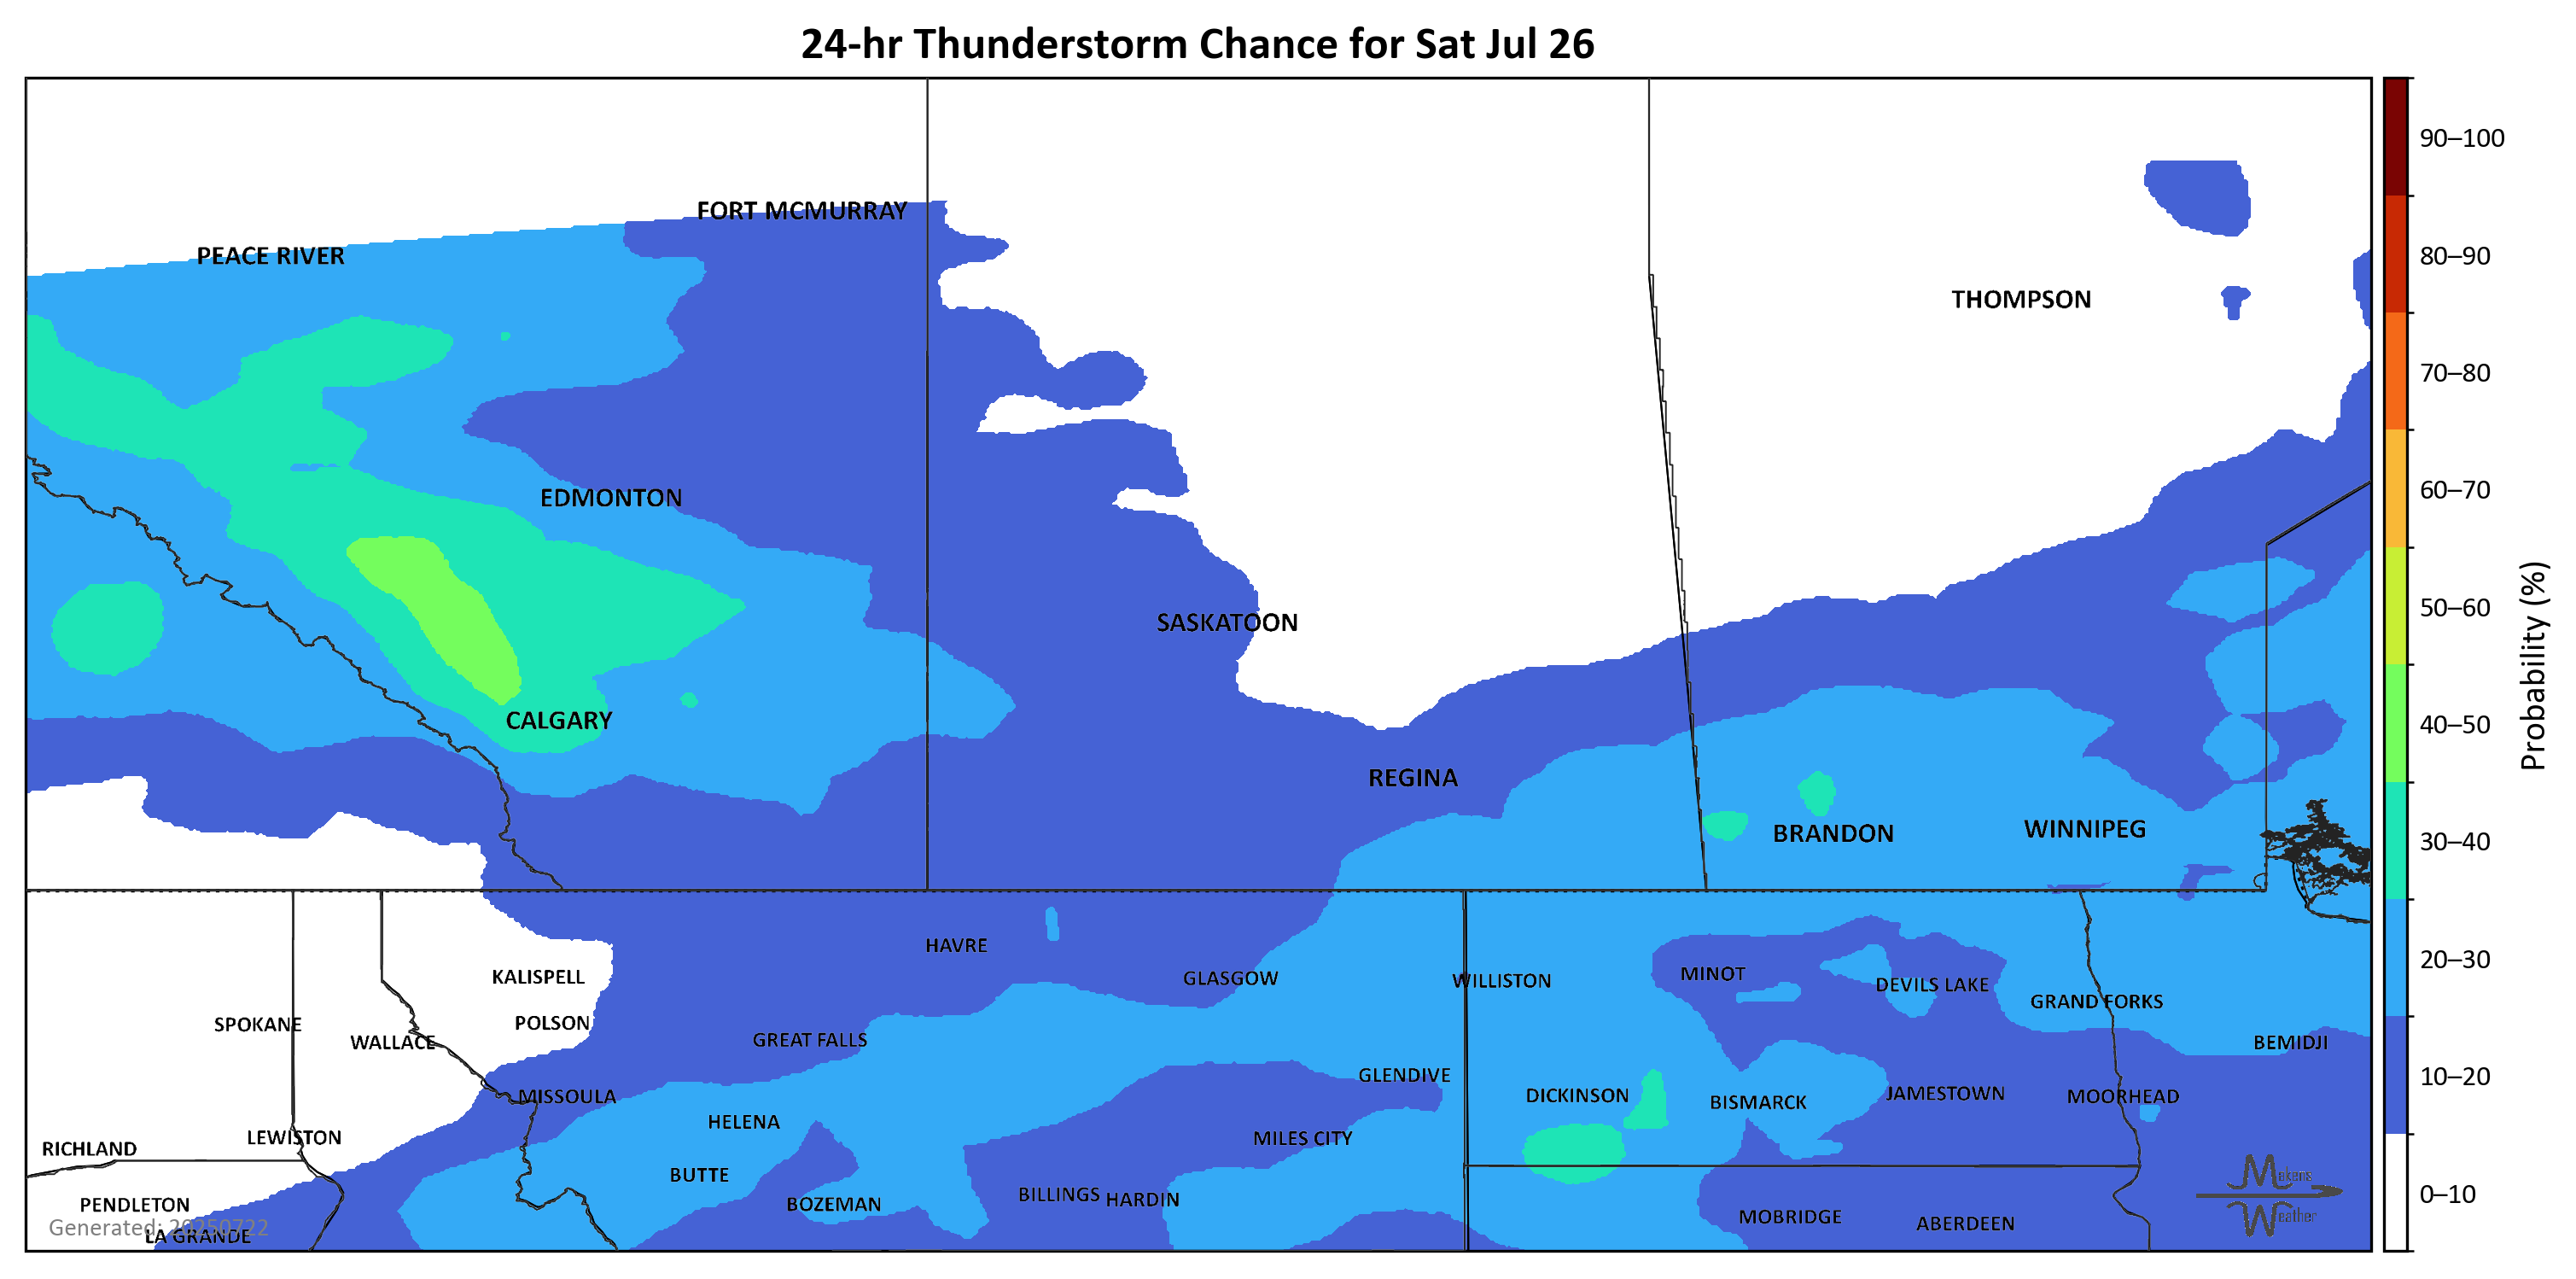 24-hr Thunderstorm Chance for Sat Jul 26
90–100
FORT MCMURRAY
PEACE RIVER
80–90
THOMPSON
70–80
60–70
EDMONTON
50–60
SASKATOON
Probability (%)
CALGARY
40–50
REGINA
BRANDON
WINNIPEG
30–40
HAVRE
20–30
KALISPELL
GLASGOW
WILLISTON
MINOT
DEVILS LAKE
GRAND FORKS
SPOKANE
POLSON
WALLACE
GREAT FALLS
BEMIDJI
GLENDIVE
10–20
MISSOULA
DICKINSON
BISMARCK
JAMESTOWN
MOORHEAD
HELENA
LEWISTON
MILES CITY
RICHLAND
BUTTE
Makens
Weather
0–10
PENDLETON
BOZEMAN
BILLINGS
HARDIN
MOBRIDGE
ABERDEEN
Generated: 20250722
LA GRANDE